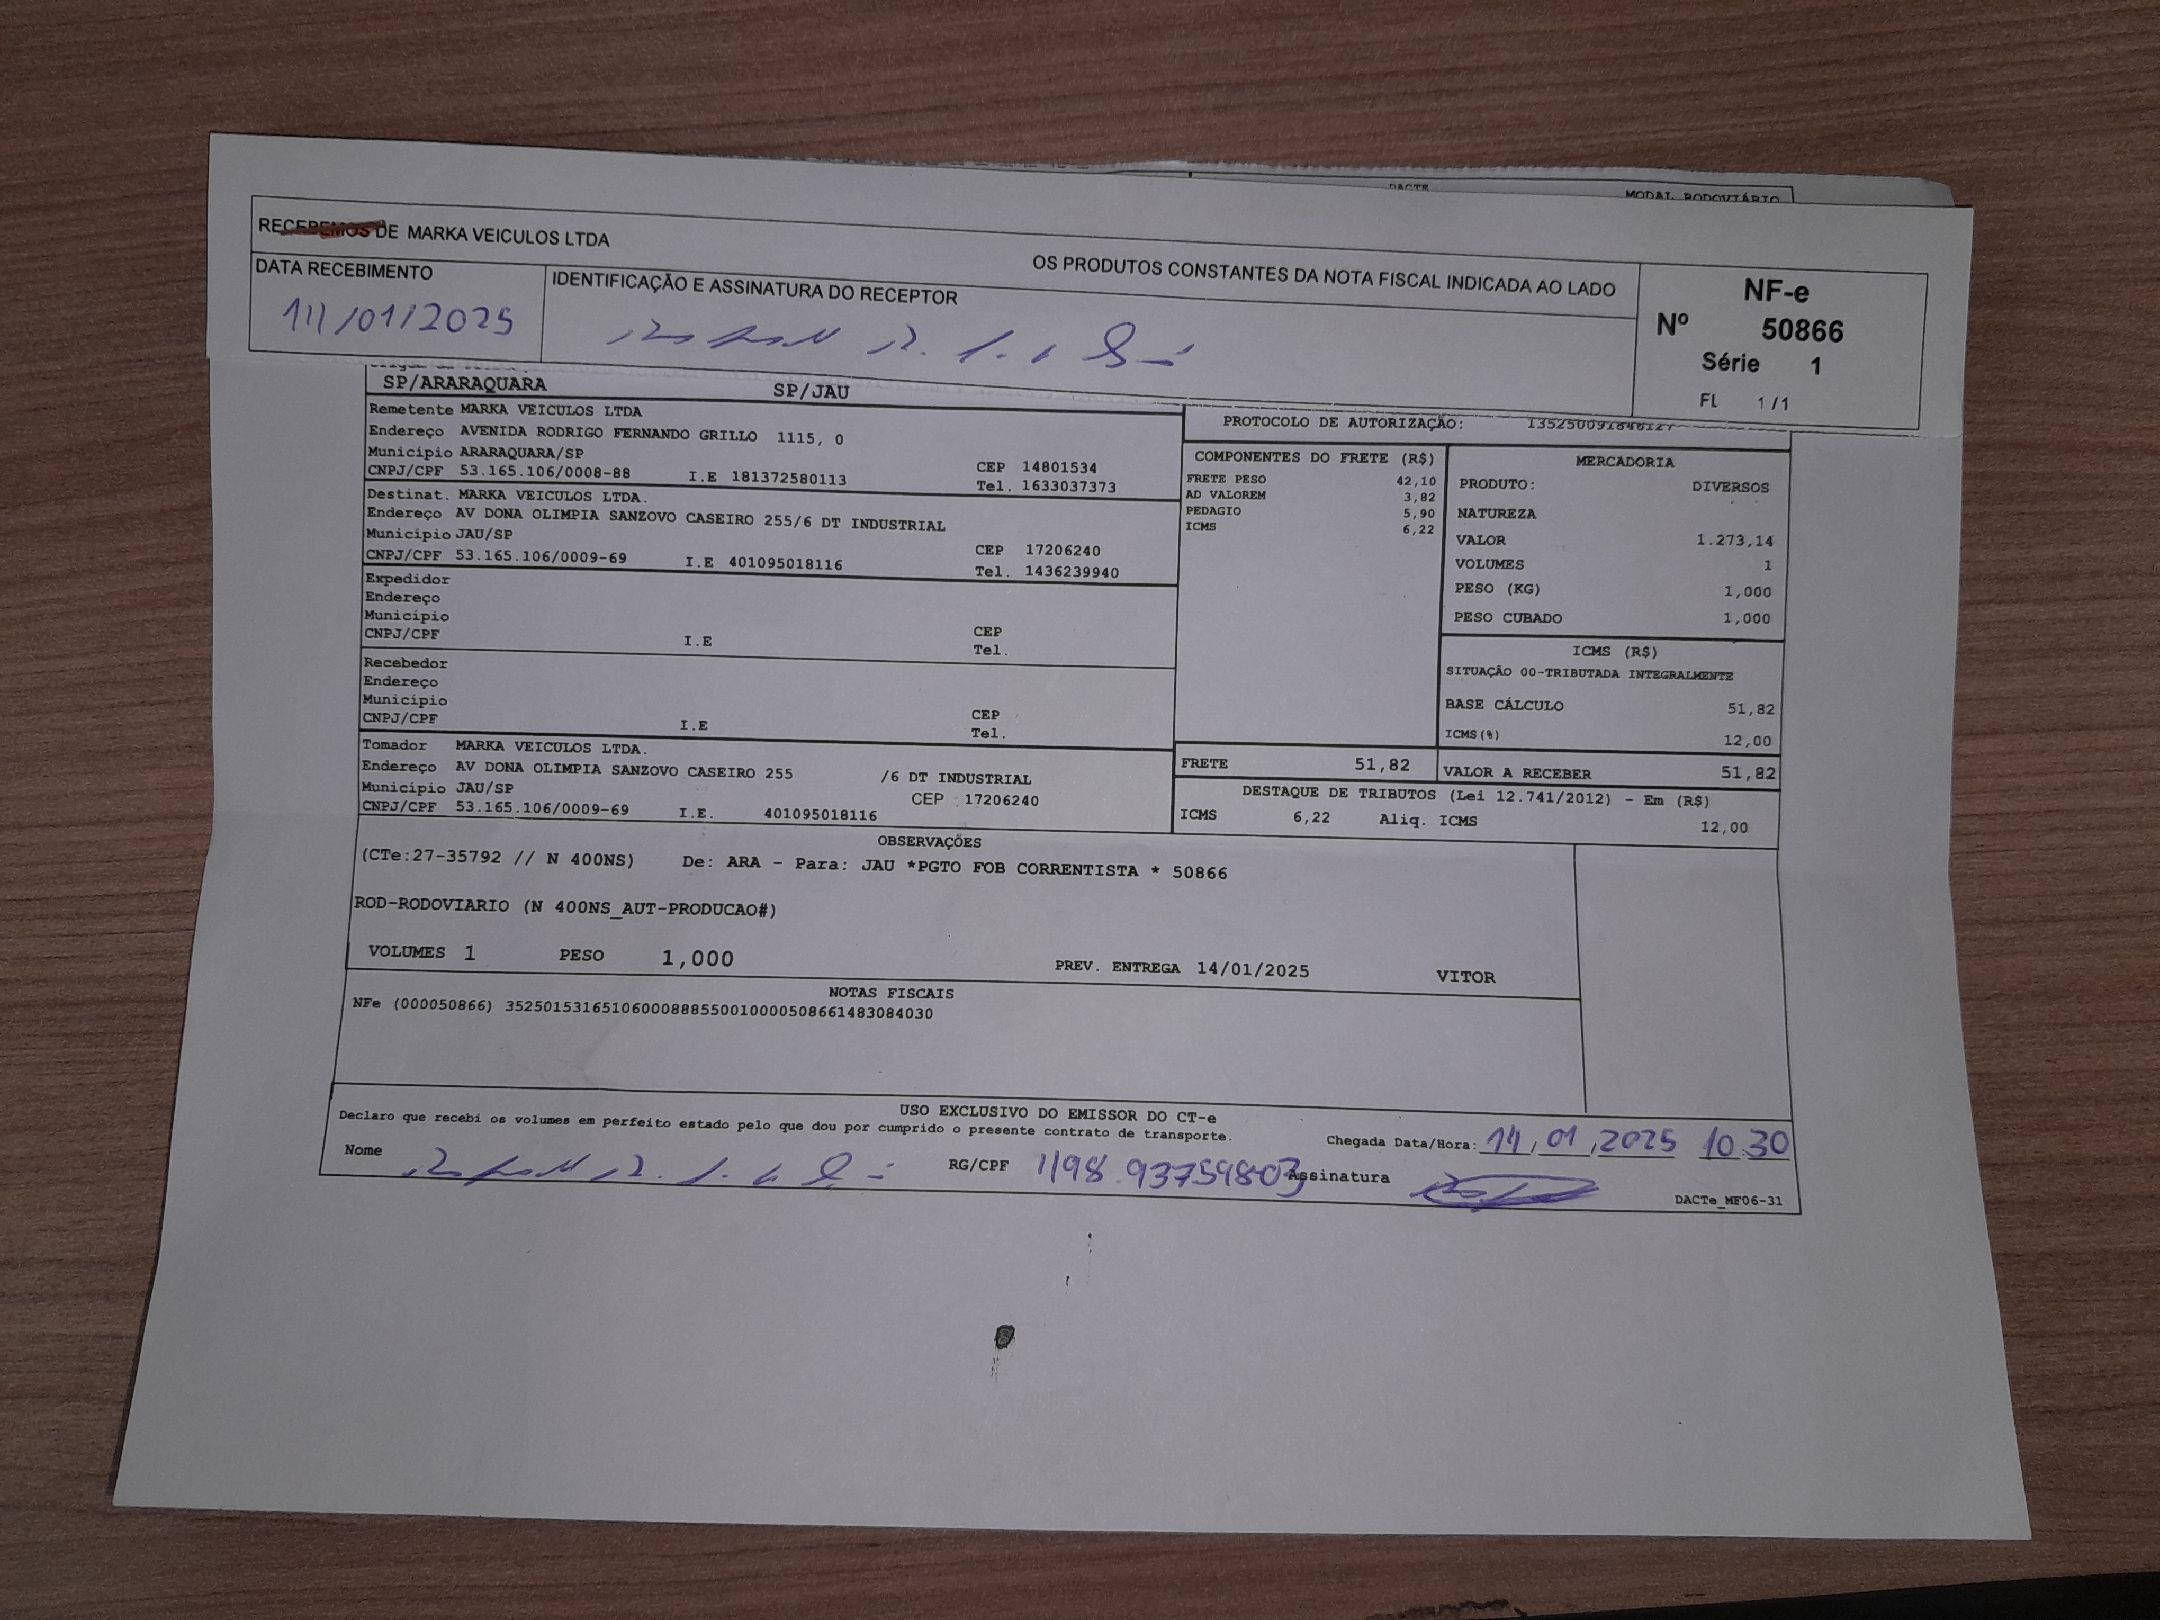 DACTE MODAL RODOVIÁRIO
RECEBEMOS DE MARKA VEICULOS LTDA OS PRODUTOS CONSTANTES DA NOTA FISCAL INDICADA AO LADO
DATA RECEBIMENTO
14/01/2025
IDENTIFICAÇÃO E ASSINATURA DO RECEPTOR
NF-e
Nº 50866
Série 1
FL 1/1
SP/ARARAQUARA SP/JAU
Remetente MARKA VEICULOS LTDA
Endereço AVENIDA RODRIGO FERNANDO GRILLO 1115, 0
Município ARARAQUARA/SP CEP 14801534
CNPJ/CPF 53.165.106/0008-88 I.E 181372580113 Tel. 1633037373
Destinat. MARKA VEICULOS LTDA.
Endereço AV DONA OLIMPIA SANZOVO CASEIRO 255/6 DT INDUSTRIAL
Município JAU/SP CEP 17206240
CNPJ/CPF 53.165.106/0009-69 I.E 401095018116 Tel. 1436239940
Expedidor
Endereço
Município CEP
CNPJ/CPF I.E Tel.
Recebedor
Endereço
Município CEP
CNPJ/CPF I.E Tel.
Tomador MARKA VEICULOS LTDA.
Endereço AV DONA OLIMPIA SANZOVO CASEIRO 255 /6 DT INDUSTRIAL
Município JAU/SP CEP 17206240
CNPJ/CPF 53.165.106/0009-69 I.E. 401095018116
PROTOCOLO DE AUTORIZAÇÃO: 135250091846127
COMPONENTES DO FRETE (R$)
FRETE PESO 42,10
AD VALOREM 3,82
PEDAGIO 5,90
ICMS 6,22
MERCADORIA
PRODUTO: DIVERSOS
NATUREZA
VALOR 1.273,14
VOLUMES 1
PESO (KG) 1,000
PESO CUBADO 1,000
ICMS (R$)
SITUAÇÃO 00-TRIBUTADA INTEGRALMENTE
BASE CÁLCULO 51,82
ICMS(%) 12,00
FRETE 51,82 VALOR A RECEBER 51,82
DESTAQUE DE TRIBUTOS (Lei 12.741/2012) - Em (R$)
ICMS 6,22 Aliq. ICMS 12,00
OBSERVAÇÕES
(CTe:27-35792 // N 400NS) De: ARA - Para: JAU *PGTO FOB CORRENTISTA * 50866
ROD-RODOVIARIO (N 400NS_AUT-PRODUCAO#)
VOLUMES 1 PESO 1,000 PREV. ENTREGA 14/01/2025 VITOR
NOTAS FISCAIS
NFe (000050866) 35250153165106000888550010000508661483084030
USO EXCLUSIVO DO EMISSOR DO CT-e
Declaro que recebi os volumes em perfeito estado pelo que dou por cumprido o presente contrato de transporte.
Chegada Data/Hora: 14/01/2025 10:30
Nome RG/CPF 1198.93759803 Assinatura
DACTe_MF06-31